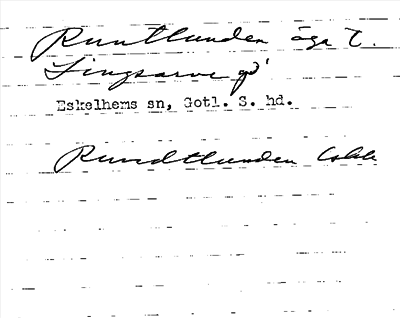 Runtlunden äga t.
Lingsarve gd
Eskelhems sn, Gotl. S. hd.
Rundtlunden